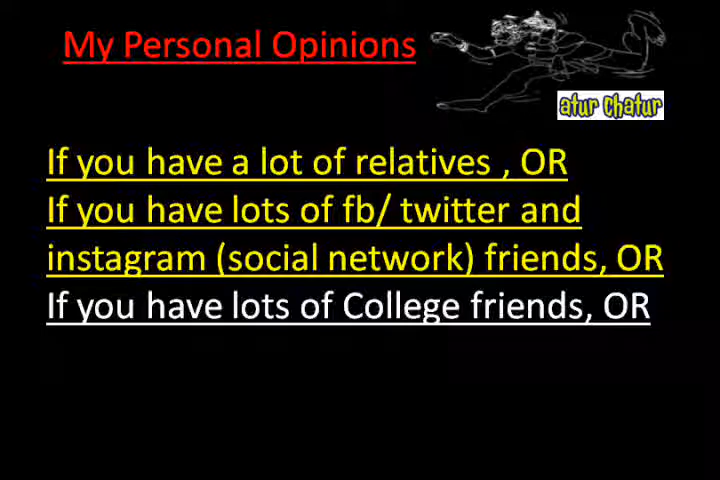 My Personal Opinions
atur chatur
If you have a lot of relatives , OR
If you have lots of fb/ twitter and
instagram (social network) friends, OR
If you have lots of College friends, OR